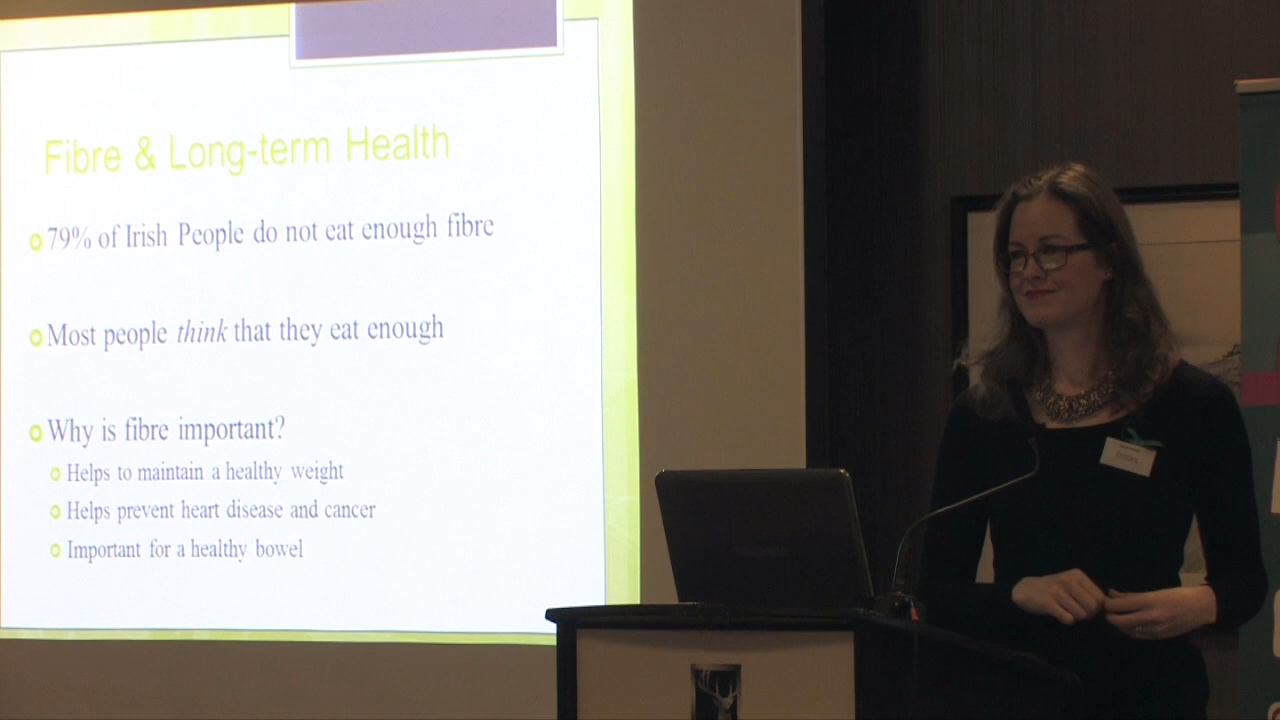 Fibre & Long-term Health
79% of Irish People do not eat enough fibre
Most people think that they eat enough
Why is fibre important?
Helps to maintain a healthy weight
Helps prevent heart disease and cancer
Important for a healthy bowel